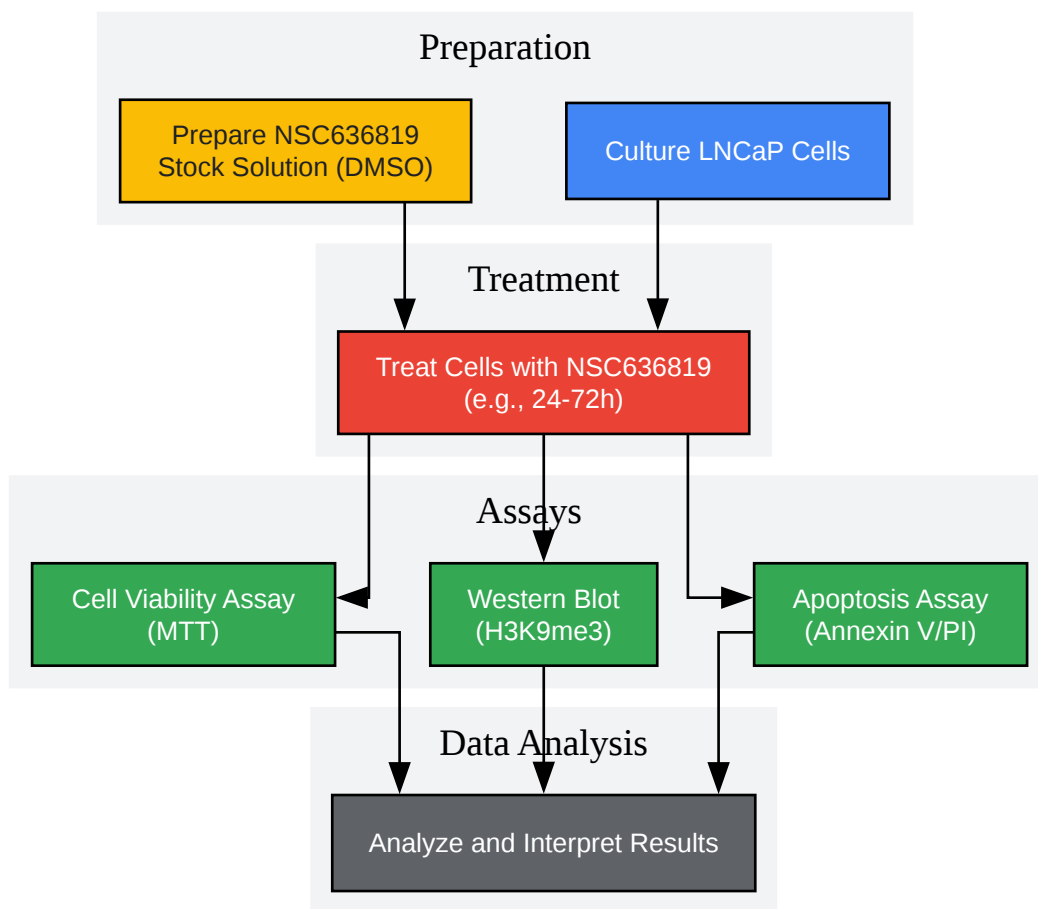 Preparation
Prepare NSC636819
Stock Solution (DMSO)
Culture LNCaP Cells
Treatment
Treat Cells with NSC636819
(e.g., 24-72h)
Assays
Cell Viability Assay
(MTT)
Western Blot
(H3K9me3)
Apoptosis Assay
(Annexin V/PI)
Data Analysis
Analyze and Interpret Results